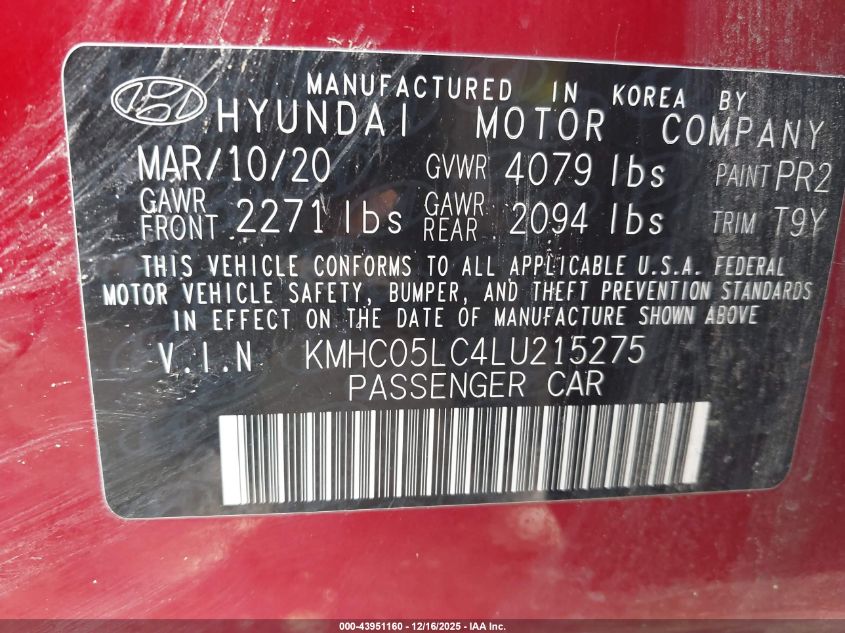 MANUFACTURED IN KOREA BY
HYUNDAI MOTOR COMPANY
MAR/10/20 GVWR 4079 lbs PAINT PR2
GAWR FRONT 2271 lbs GAWR REAR 2094 lbs TRIM T9Y
THIS VEHICLE CONFORMS TO ALL APPLICABLE U.S.A. FEDERAL
MOTOR VEHICLE SAFETY, BUMPER, AND THEFT PREVENTION STANDARDS
IN EFFECT ON THE DATE OF MANUFACTURE SHOWN ABOVE
V.I.N KMHC05LC4LU215275
PASSENGER CAR
000-43951160 - 12/16/2025 - IAA Inc.